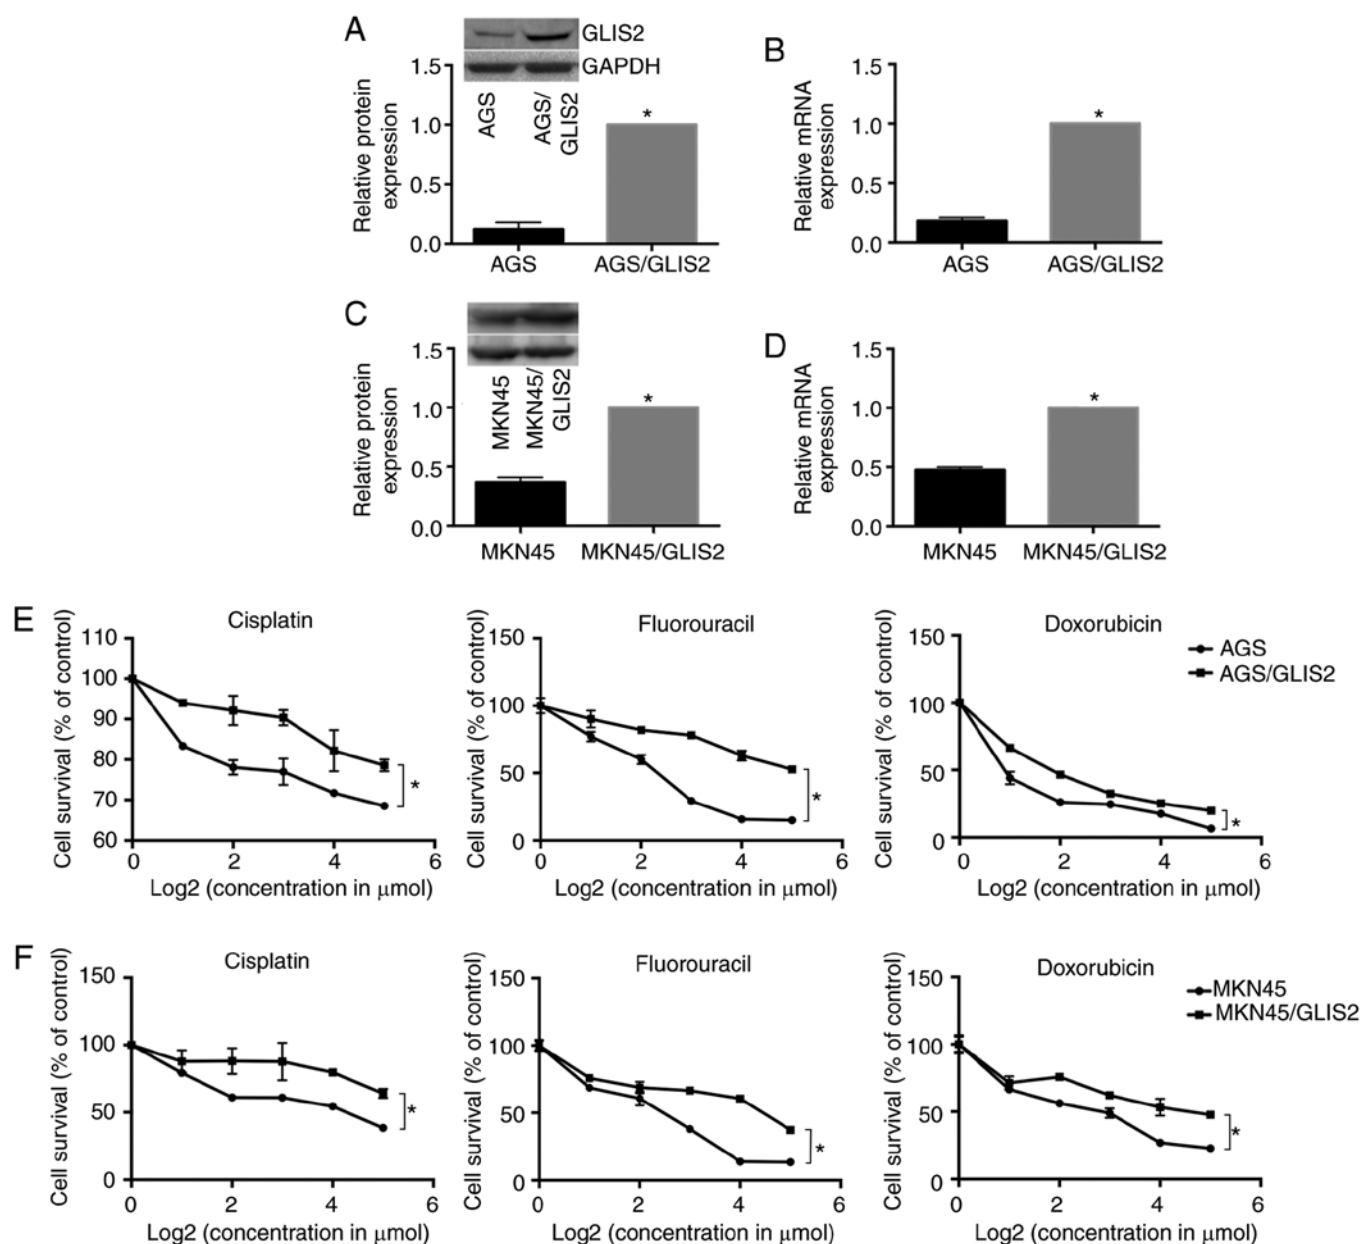 A
GLIS2
GAPDH
AGS
AGS/
GLIS2
Relative protein
expression
1.5
1.0
0.5
0.0
*
AGS
AGS/GLIS2
B
Relative mRNA
expression
1.5
1.0
0.5
0.0
*
AGS
AGS/GLIS2
C
MKN45
MKN45/
GLIS2
Relative protein
expression
1.5
1.0
0.5
0.0
*
MKN45
MKN45/GLIS2
D
Relative mRNA
expression
1.5
1.0
0.5
0.0
*
MKN45
MKN45/GLIS2
E
Cisplatin
Cell survival (% of control)
110
100
90
80
70
60
*
0 2 4 6
Log2 (concentration in μmol)
Fluorouracil
Cell survival (% of control)
150
100
50
0
*
0 2 4 6
Log2 (concentration in μmol)
Doxorubicin
Cell survival (% of control)
150
100
50
0
*
0 2 4 6
Log2 (concentration in μmol)
AGS
AGS/GLIS2
F
Cisplatin
Cell survival (% of control)
150
100
50
0
*
0 2 4 6
Log2 (concentration in μmol)
Fluorouracil
Cell survival (% of control)
150
100
50
0
*
0 2 4 6
Log2 (concentration in μmol)
Doxorubicin
Cell survival (% of control)
150
100
50
0
*
0 2 4 6
Log2 (concentration in μmol)
MKN45
MKN45/GLIS2